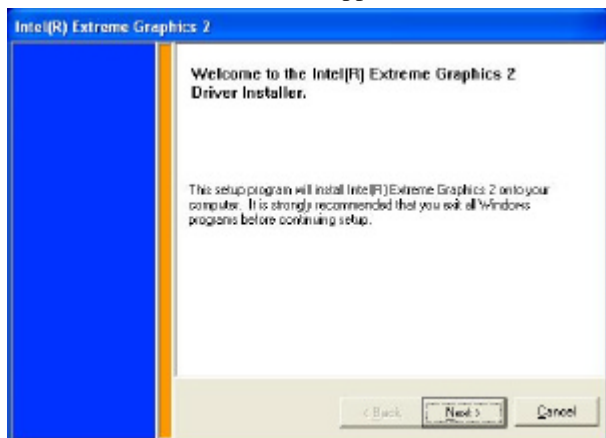 Intel(R) Extreme Graphics 2
Welcome to the Intel(R) Extreme Graphics 2
Driver Installer.
This setup program will install Intel(R) Extreme Graphics 2 onto your
computer. It is strongly recommended that you exit all Windows
programs before continuing setup.
< Back
Next >
Cancel